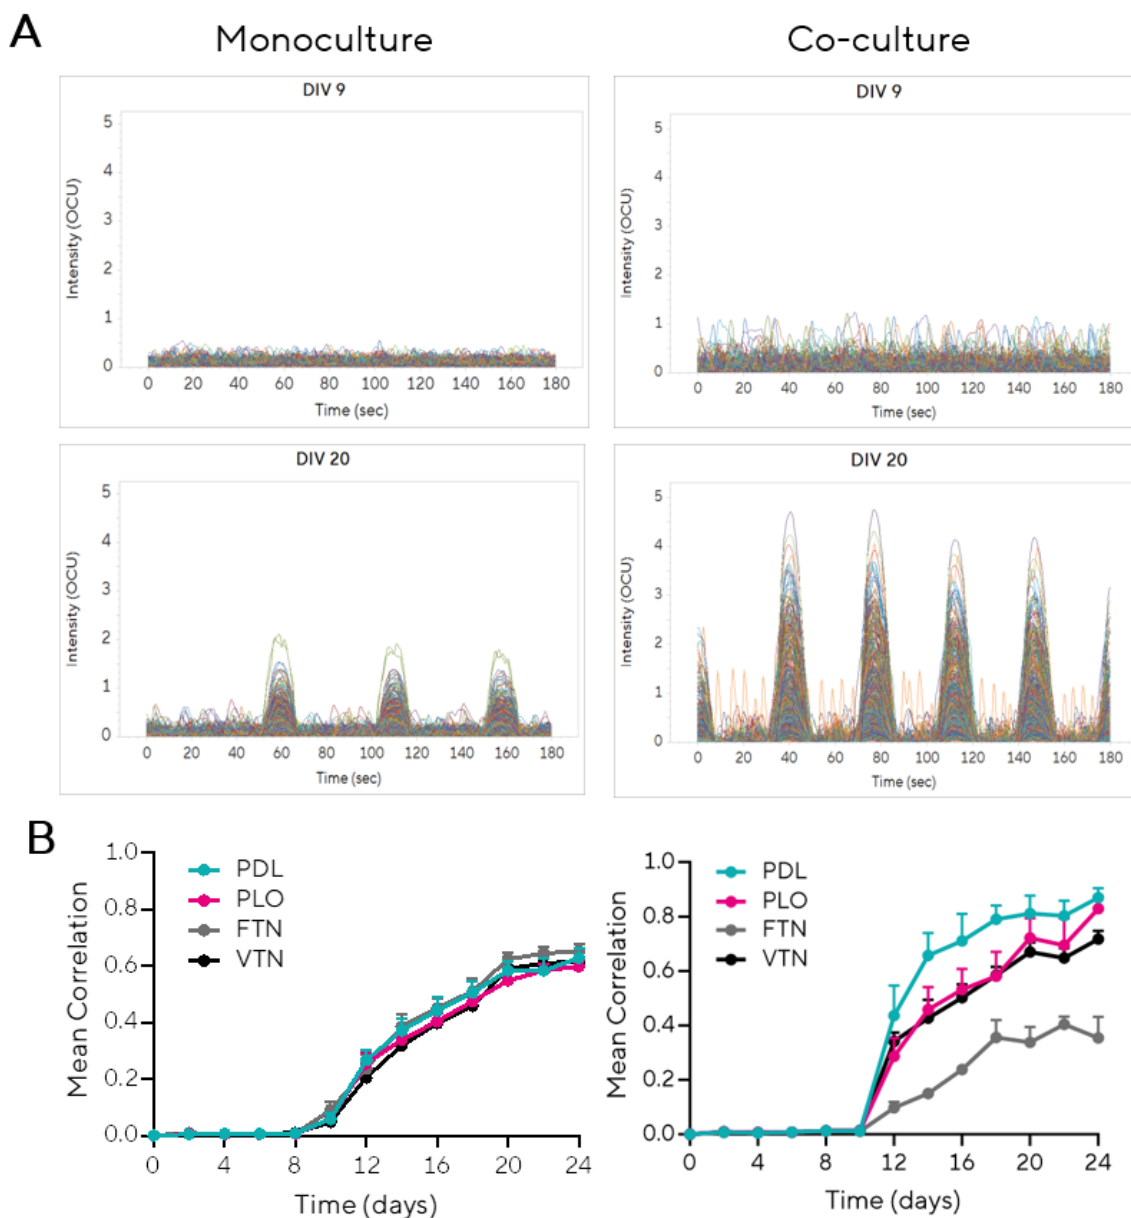 A
Monoculture
Co-culture
DIV 9
Intensity (OCU)
5
4
3
2
1
0
0 20 40 60 80 100 120 140 160 180
Time (sec)
DIV 9
Intensity (OCU)
5
4
3
2
1
0
0 20 40 60 80 100 120 140 160 180
Time (sec)
DIV 20
Intensity (OCU)
5
4
3
2
1
0
0 20 40 60 80 100 120 140 160 180
Time (sec)
DIV 20
Intensity (OCU)
5
4
3
2
1
0
0 20 40 60 80 100 120 140 160 180
Time (sec)
B
Mean Correlation
1.0
0.8
0.6
0.4
0.2
0.0
PDL
PLO
FTN
VTN
0 4 8 12 16 20 24
Time (days)
Mean Correlation
1.0
0.8
0.6
0.4
0.2
0.0
PDL
PLO
FTN
VTN
0 4 8 12 16 20 24
Time (days)